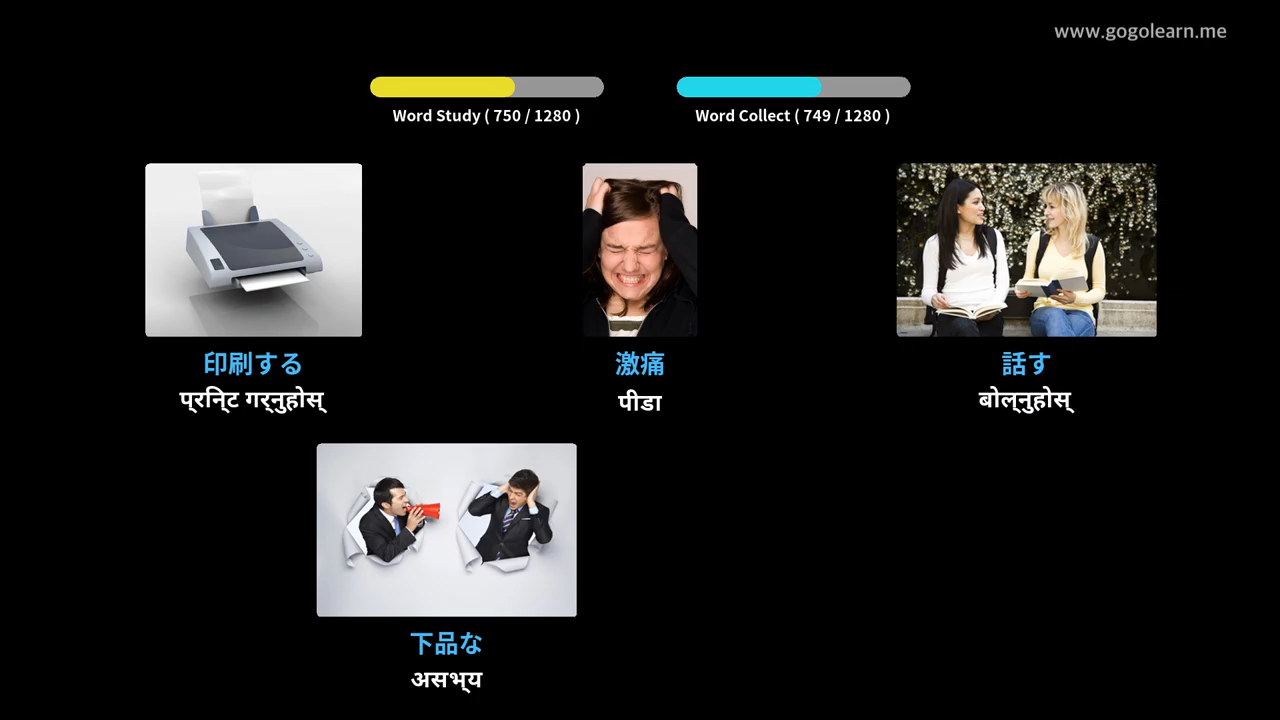 www.gogolearn.me
Word Study ( 750 / 1280 )
Word Collect ( 749 / 1280 )
印刷する
प्रिन्ट गर्नुहोस्
激痛
पीडा
話す
बोल्नुहोस्
下品な
असभ्य